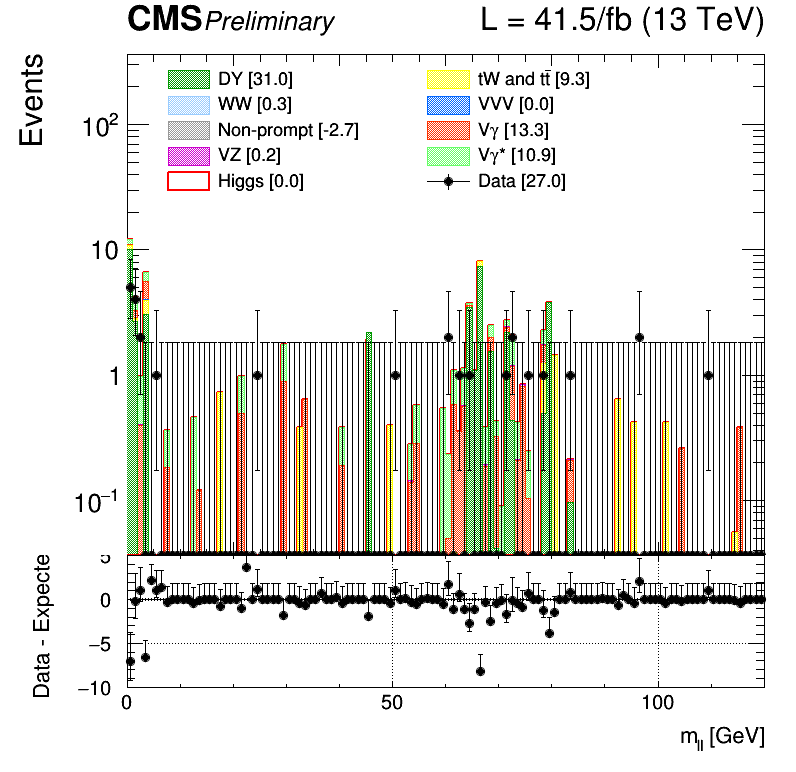 CMS Preliminary L = 41.5/fb (13 TeV)
Events
DY [31.0] tW and tt̄ [9.3]
WW [0.3] VVV [0.0]
Non-prompt [-2.7] Vγ [13.3]
VZ [0.2] Vγ* [10.9]
Higgs [0.0] Data [27.0]
10²
10
1
10⁻¹
Data - Expecte
5
0
−5
−10
0 50 100
m_ll [GeV]